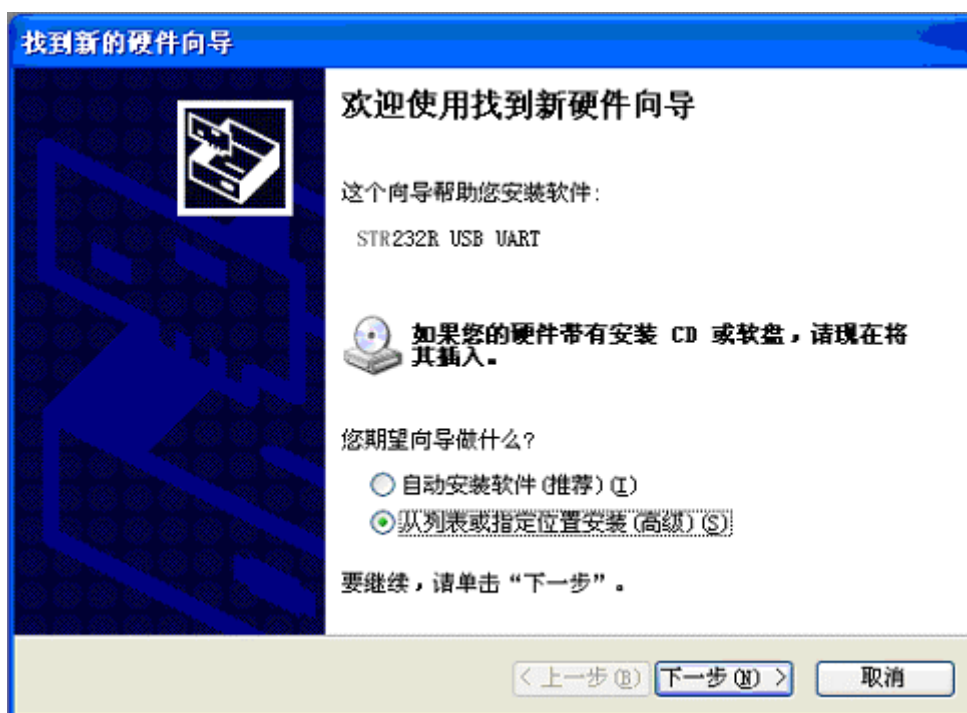 找到新的硬件向导
欢迎使用找到新硬件向导
这个向导帮助您安装软件:
STR232R USB UART
如果您的硬件带有安装 CD 或软盘，请现在将
其插入。
您期望向导做什么?
自动安装软件(推荐)(I)
从列表或指定位置安装(高级)(S)
要继续，请单击“下一步”。
< 上一步(B)
下一步(N) >
取消